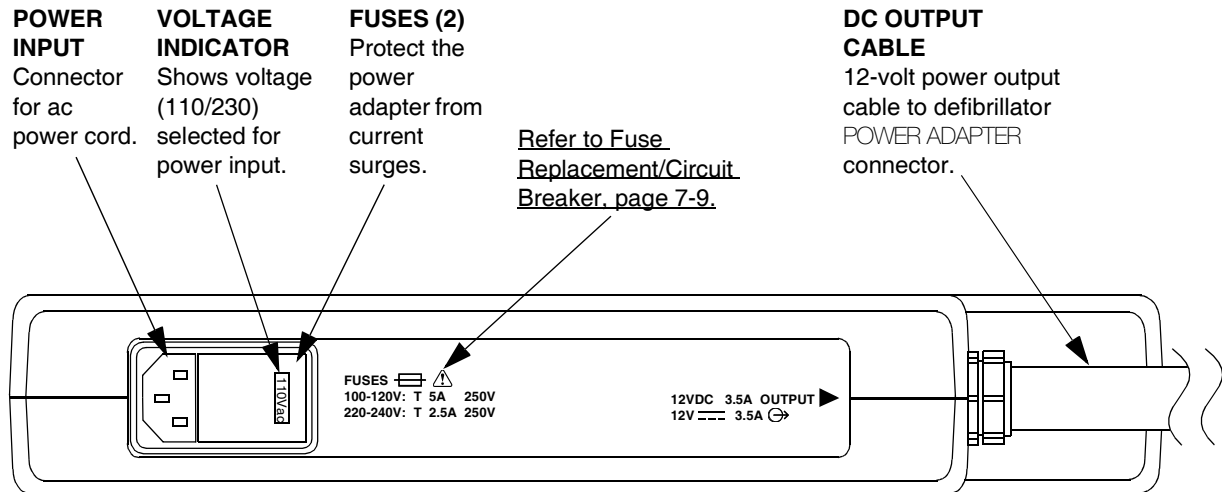 POWER
INPUT
Connector
for ac
power cord.
VOLTAGE
INDICATOR
Shows voltage
(110/230)
selected for
power input.
FUSES (2)
Protect the
power
adapter from
current
surges.
Refer to Fuse
Replacement/Circuit
Breaker, page 7-9.
DC OUTPUT
CABLE
12-volt power output
cable to defibrillator
POWER ADAPTER
connector.
110Vac
FUSES
100-120V: T 5A 250V
220-240V: T 2.5A 250V
12VDC 3.5A OUTPUT
12V 3.5A